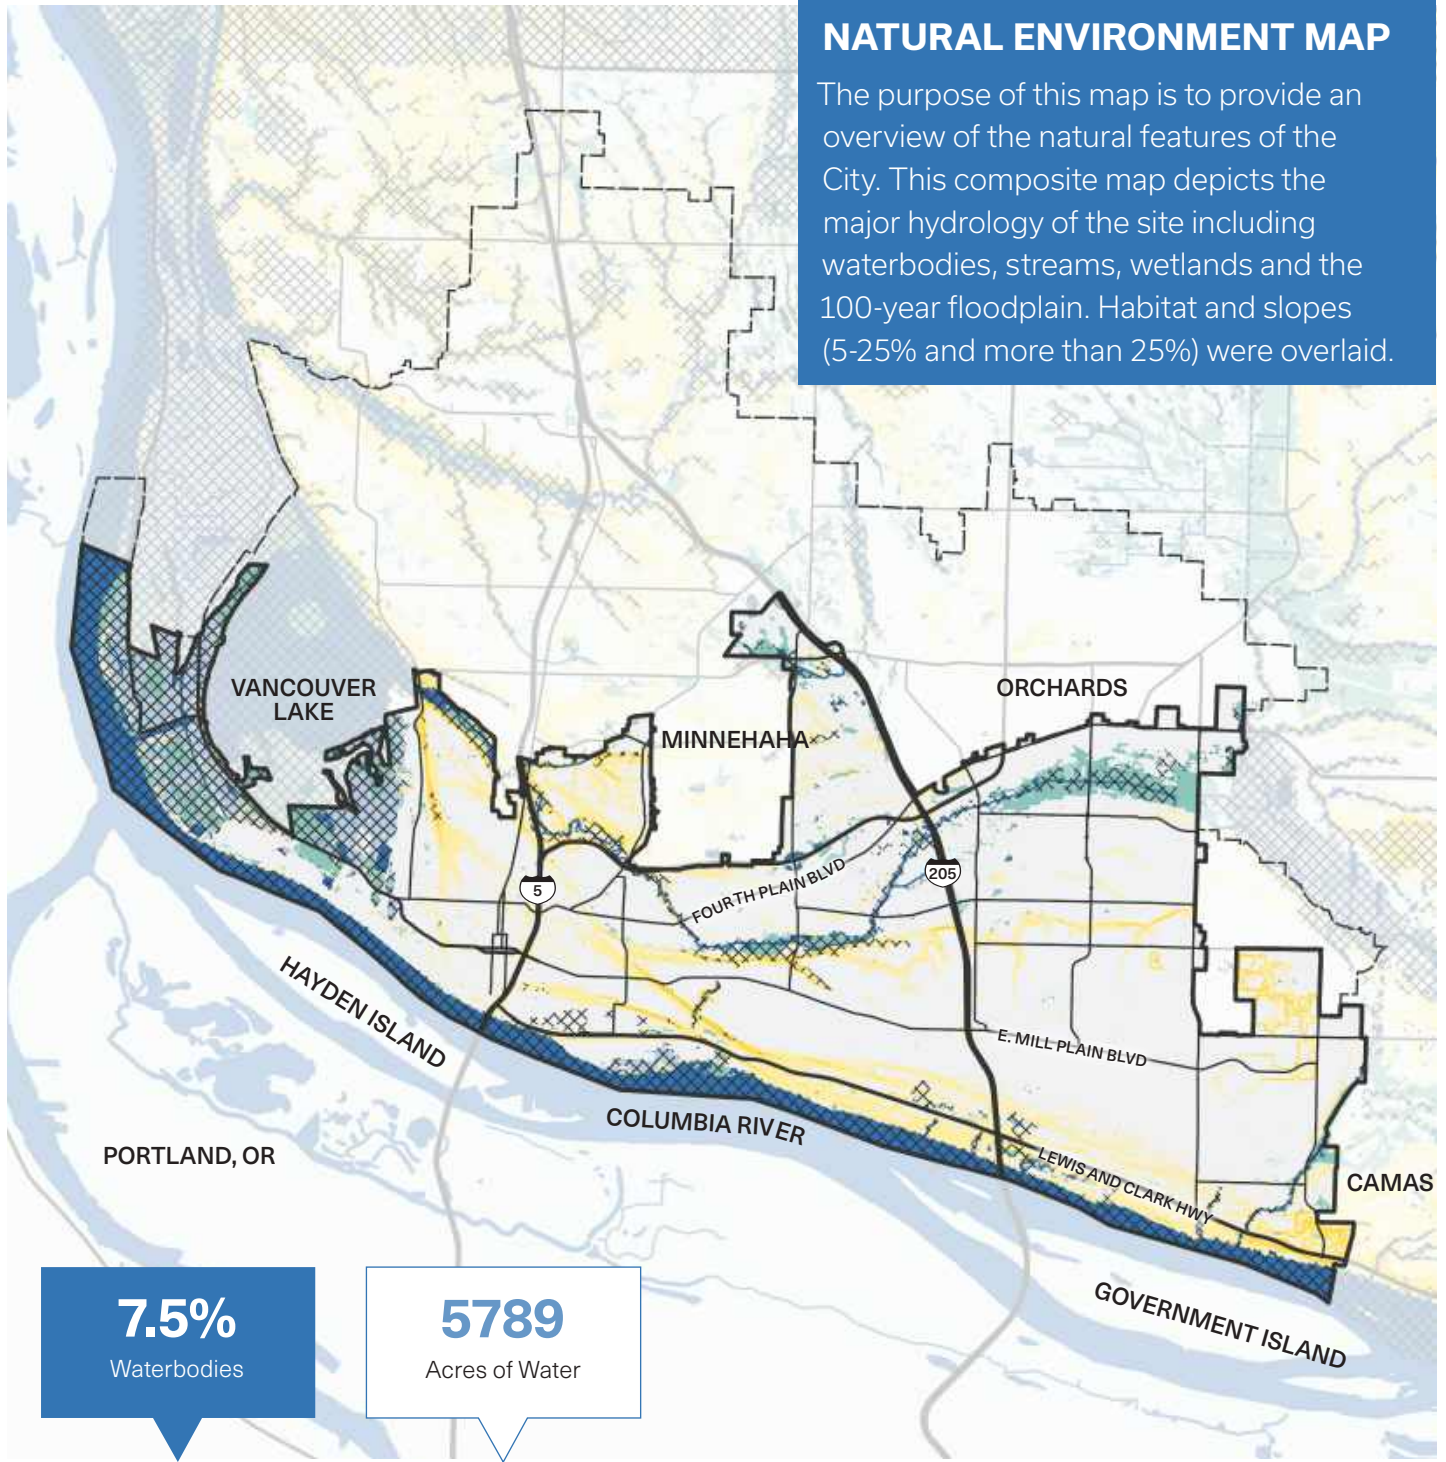 NATURAL ENVIRONMENT MAP
The purpose of this map is to provide an
overview of the natural features of the
City. This composite map depicts the
major hydrology of the site including
waterbodies, streams, wetlands and the
100-year floodplain. Habitat and slopes
(5-25% and more than 25%) were overlaid.
VANCOUVER
LAKE
ORCHARDS
MINNEHAHA
205
5
FOURTH PLAIN BLVD
HAYDEN ISLAND
E. MILL PLAIN BLVD
COLUMBIA RIVER
PORTLAND, OR
LEWIS AND CLARK HWY
CAMAS
GOVERNMENT ISLAND
7.5%
Waterbodies
5789
Acres of Water